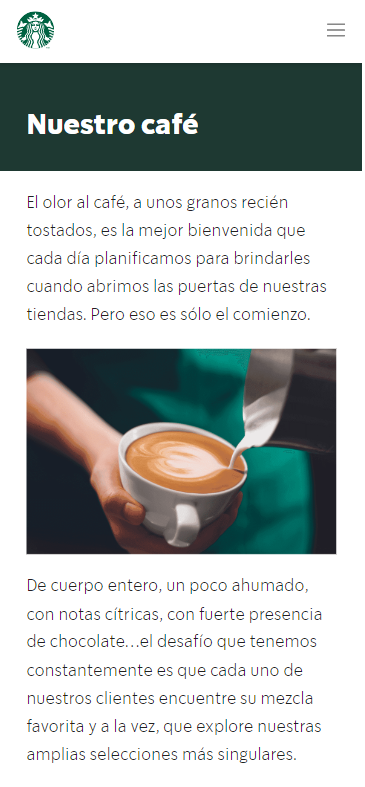 Nuestro café
El olor al café, a unos granos recién
tostados, es la mejor bienvenida que
cada día planificamos para brindarles
cuando abrimos las puertas de nuestras
tiendas. Pero eso es sólo el comienzo.
De cuerpo entero, un poco ahumado,
con notas cítricas, con fuerte presencia
de chocolate…el desafío que tenemos
constantemente es que cada uno de
nuestros clientes encuentre su mezcla
favorita y a la vez, que explore nuestras
amplias selecciones más singulares.